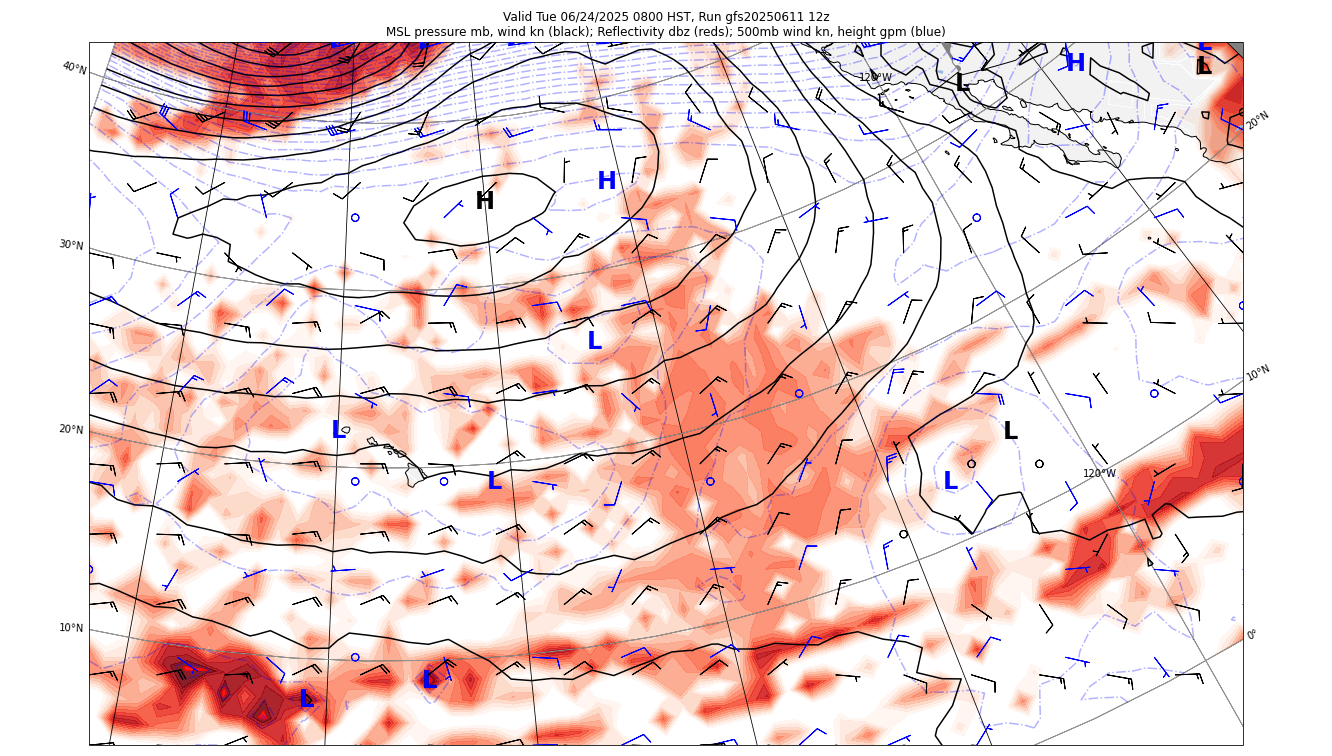 Valid Tue 06/24/2025 0800 HST, Run gfs20250611 12z
MSL pressure mb, wind kn (black); Reflectivity dbz (reds); 500mb wind kn, height gpm (blue)
L
H
L
L
L
40°N
120°W
20°N
H
H
30°N
L
10°N
20°N
L
L
L
L
120°W
10°N
0°
L
L